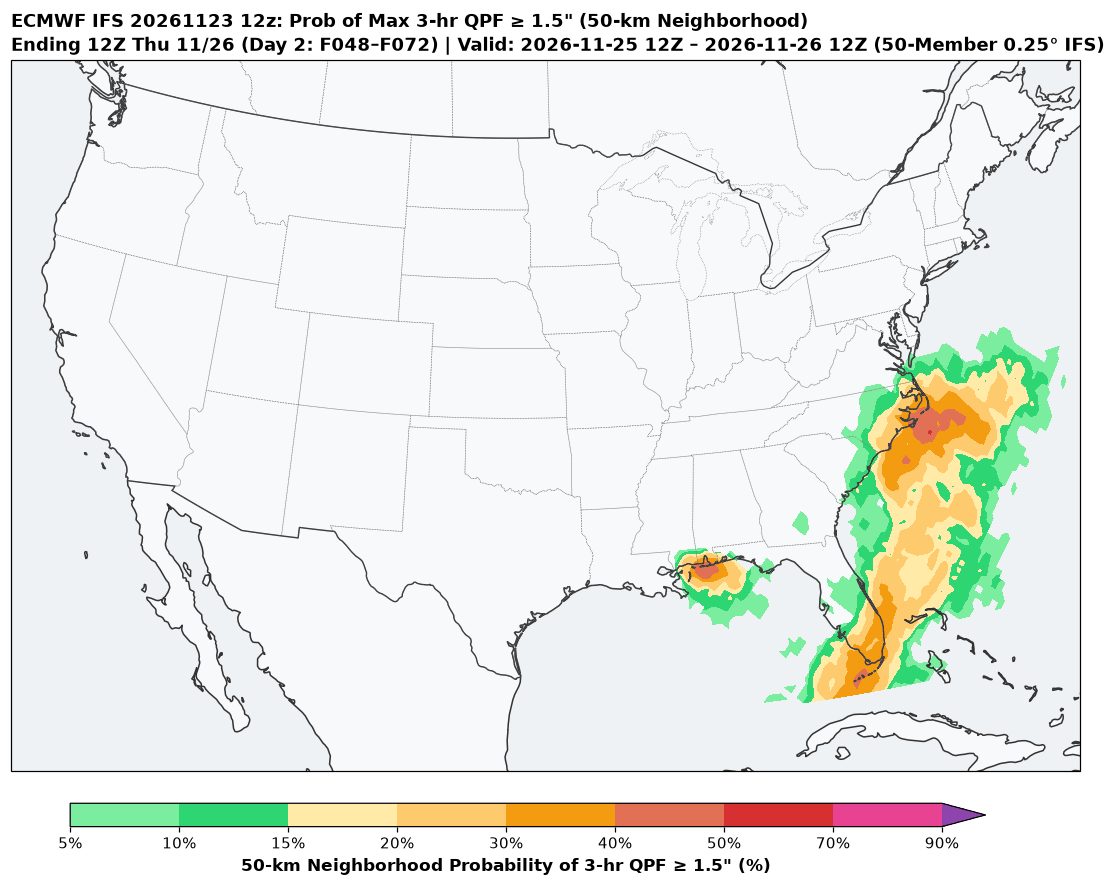 ECMWF IFS 20261123 12z: Prob of Max 3-hr QPF ≥ 1.5" (50-km Neighborhood)
Ending 12Z Thu 11/26 (Day 2: F048–F072) | Valid: 2026-11-25 12Z – 2026-11-26 12Z (50-Member 0.25° IFS)
5% 10% 15% 20% 30% 40% 50% 70% 90%
50-km Neighborhood Probability of 3-hr QPF ≥ 1.5" (%)